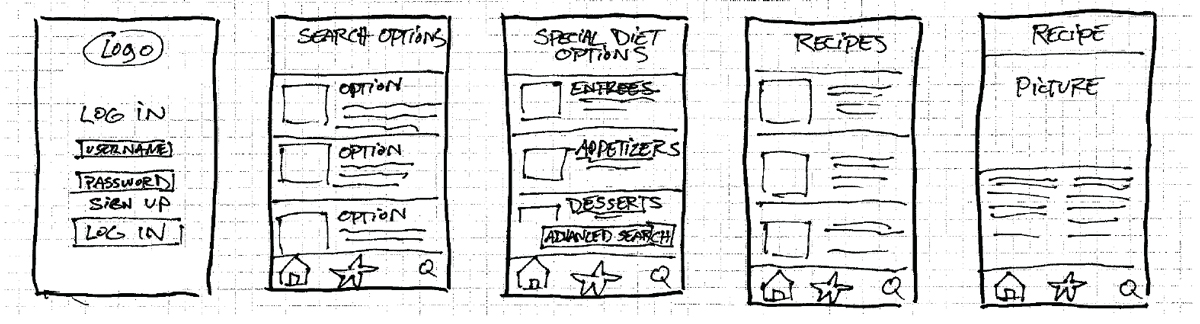 Logo
LOG IN
USERNAME
PASSWORD
SIGN UP
LOG IN
SEARCH OPTIONS
OPTION
OPTION
OPTION
SPECIAL DIET
OPTIONS
ENTREES
APPETIZERS
DESSERTS
ADVANCED SEARCH
RECIPES
RECIPE
PICTURE